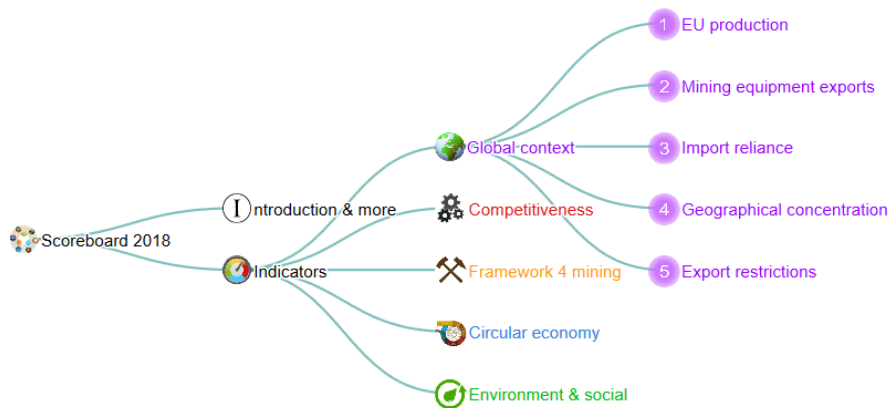 Scoreboard 2018
Introduction & more
Indicators
Global context
Competitiveness
Framework 4 mining
Circular economy
Environment & social
1 EU production
2 Mining equipment exports
3 Import reliance
4 Geographical concentration
5 Export restrictions